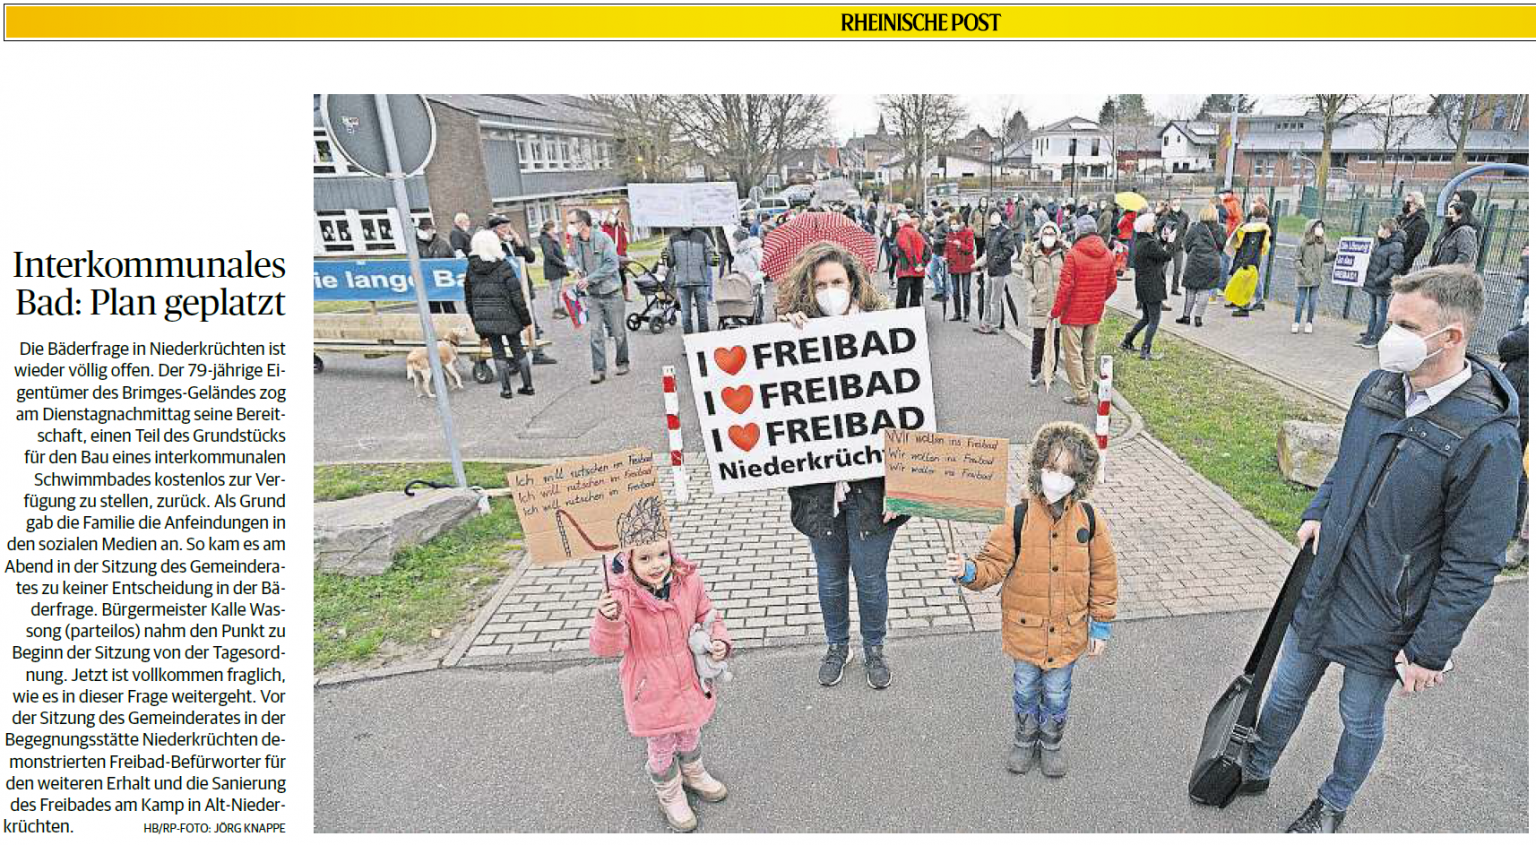 RHEINISCHE POST
Interkommunales
Bad: Plan geplatzt
Die Bäderfrage in Niederkrüchten ist
wieder völlig offen. Der 79-jährige Ei-
gentümer des Brimges-Geländes zog
am Dienstagnachmittag seine Bereit-
schaft, einen Teil des Grundstücks
für den Bau eines interkommunalen
Schwimmbades kostenlos zur Ver-
fügung zu stellen, zurück. Als Grund
gab die Familie die Anfeindungen in
den sozialen Medien an. So kam es am
Abend in der Sitzung des Gemeindera-
tes zu keiner Entscheidung in der Bä-
derfrage. Bürgermeister Kalle Was-
song (parteilos) nahm den Punkt zu
Beginn der Sitzung von der Tagesord-
nung. Jetzt ist vollkommen fraglich,
wie es in dieser Frage weitergeht. Vor
der Sitzung des Gemeinderates in der
Begegnungsstätte Niederkrüchten de-
monstrierten Freibad-Befürworter für
den weiteren Erhalt und die Sanierung
des Freibades am Kamp in Alt-Nieder-
krüchten. HB/RP-FOTO: JÖRG KNAPPE
ie lange Ba
I ❤ FREIBAD
I ❤ FREIBAD
I ❤ FREIBAD
Niederkrücht
Ich will rutschen im Freibad
Ich will rutschen im Freibad
Ich will rutschen im Freibad
Wir wollen ins Freibad
Wir wollen ins Freibad
Wir wollen ins Freibad